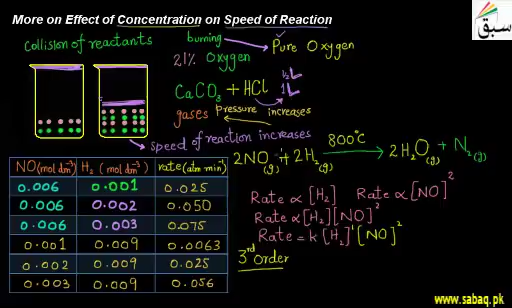 More on Effect of Concentration on Speed of Reaction
سبق
Collision of reactants
burning
Pure Oxygen
21% Oxygen
½L
CaCO₃ + HCl 1L
gases pressure increases
speed of reaction increases
2NO(g) + 2H₂(g) 800°C → 2H₂O(g) + N₂(g)
NO(mol dm⁻³) H₂ (mol dm⁻³) rate (atm min⁻¹)
0.006 0.001 0.025
0.006 0.002 0.050
0.006 0.003 0.075
0.001 0.009 0.0063
0.002 0.009 0.025
0.003 0.009 0.056
Rate ∝ [H₂] Rate ∝ [NO]²
Rate ∝ [H₂][NO]²
Rate = k [H₂]¹ [NO]²
3rd Order
www.sabaq.pk